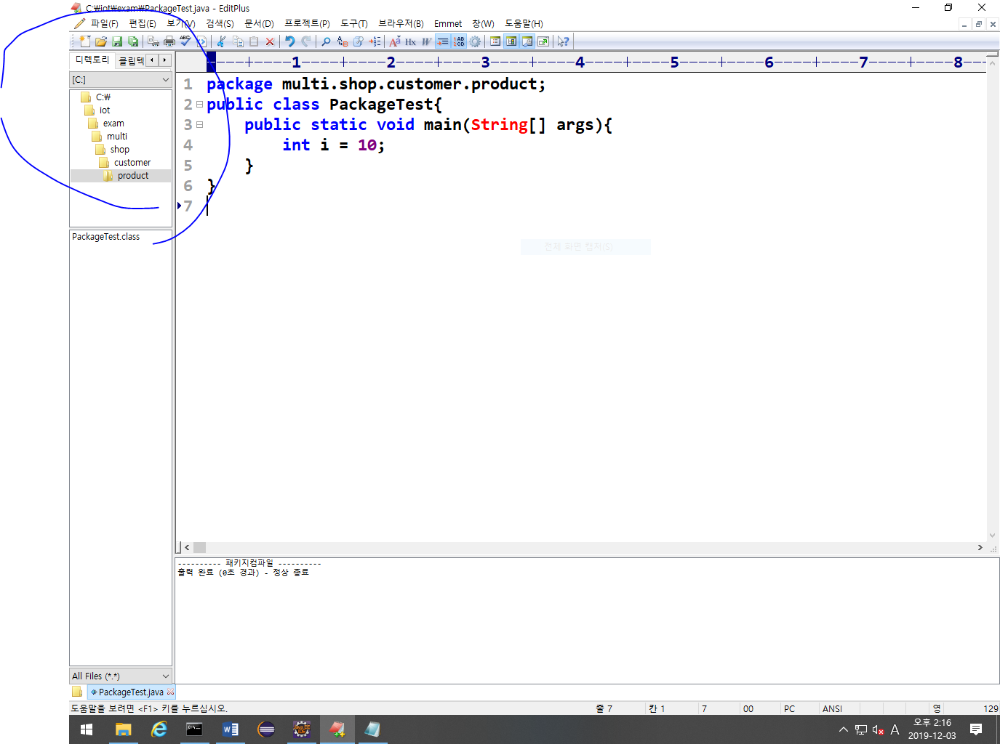 C:\iot\exam\PackageTest.java - EditPlus
파일(F) 편집(E) 보기(V) 검색(S) 문서(D) 프로젝트(P) 도구(T) 브라우저(B) Emmet 창(W) 도움말(H)
디렉토리 클립텍
[C:]
C:\
iot
exam
multi
shop
customer
product
PackageTest.class
----+----1----+----2----+----3----+----4----+----5----+----6----+----7----+----8--
1 package multi.shop.customer.product;
2 public class PackageTest{
3     public static void main(String[] args){
4         int i = 10;
5     }
6 }
7
전체 화면 캡처(S)
---------- 패키지컴파일 ----------
출력 완료 (0초 경과) - 정상 종료
All Files (*.*)
PackageTest.java
도움말을 보려면 <F1> 키를 누르십시오. 줄 7 칸 1 7 00 PC ANSI 영 129
A 오후 2:16
2019-12-03